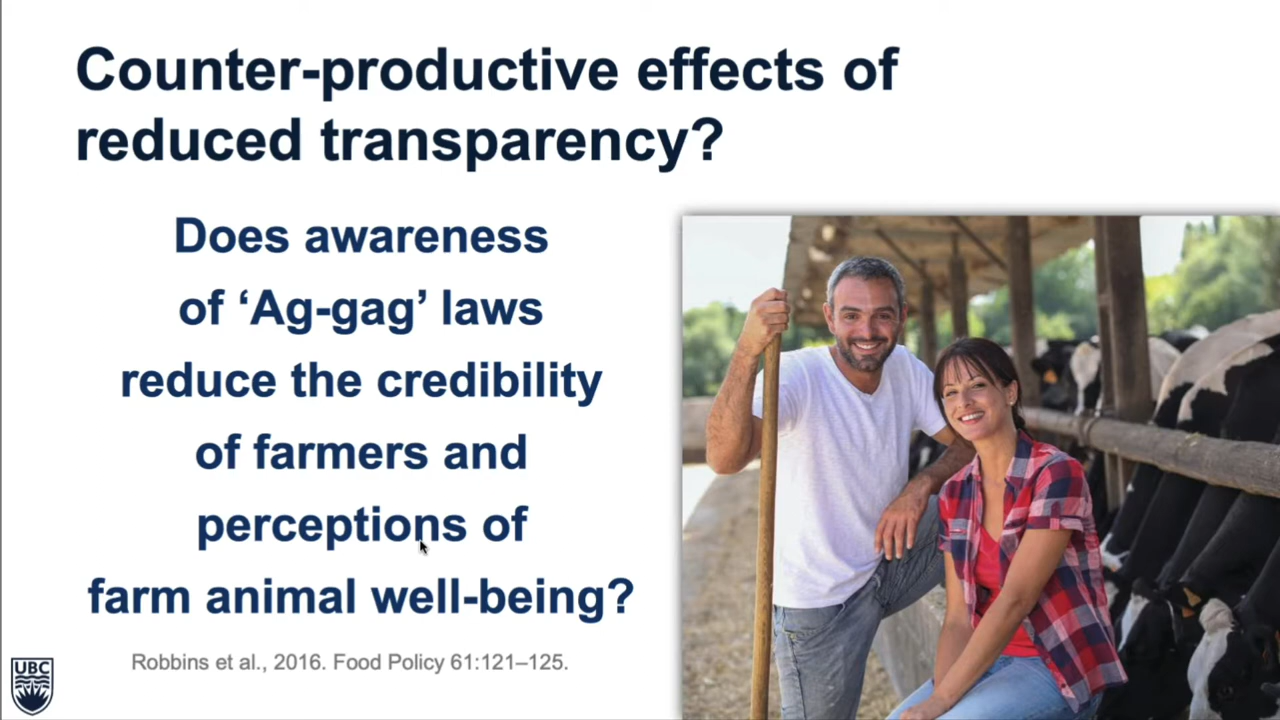 Counter-productive effects of
reduced transparency?
Does awareness
of ‘Ag-gag’ laws
reduce the credibility
of farmers and
perceptions of
farm animal well-being?
Robbins et al., 2016. Food Policy 61:121–125.
UBC